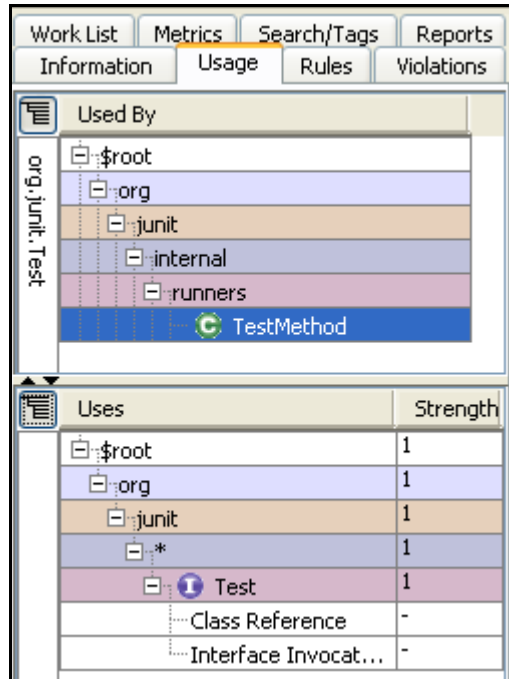 Work List Metrics Search/Tags Reports
Information Usage Rules Violations
Used By
org.junit.Test
$root
org
junit
internal
runners
C TestMethod
Uses Strength
$root 1
org 1
junit 1
* 1
I Test 1
Class Reference -
Interface Invocat... -